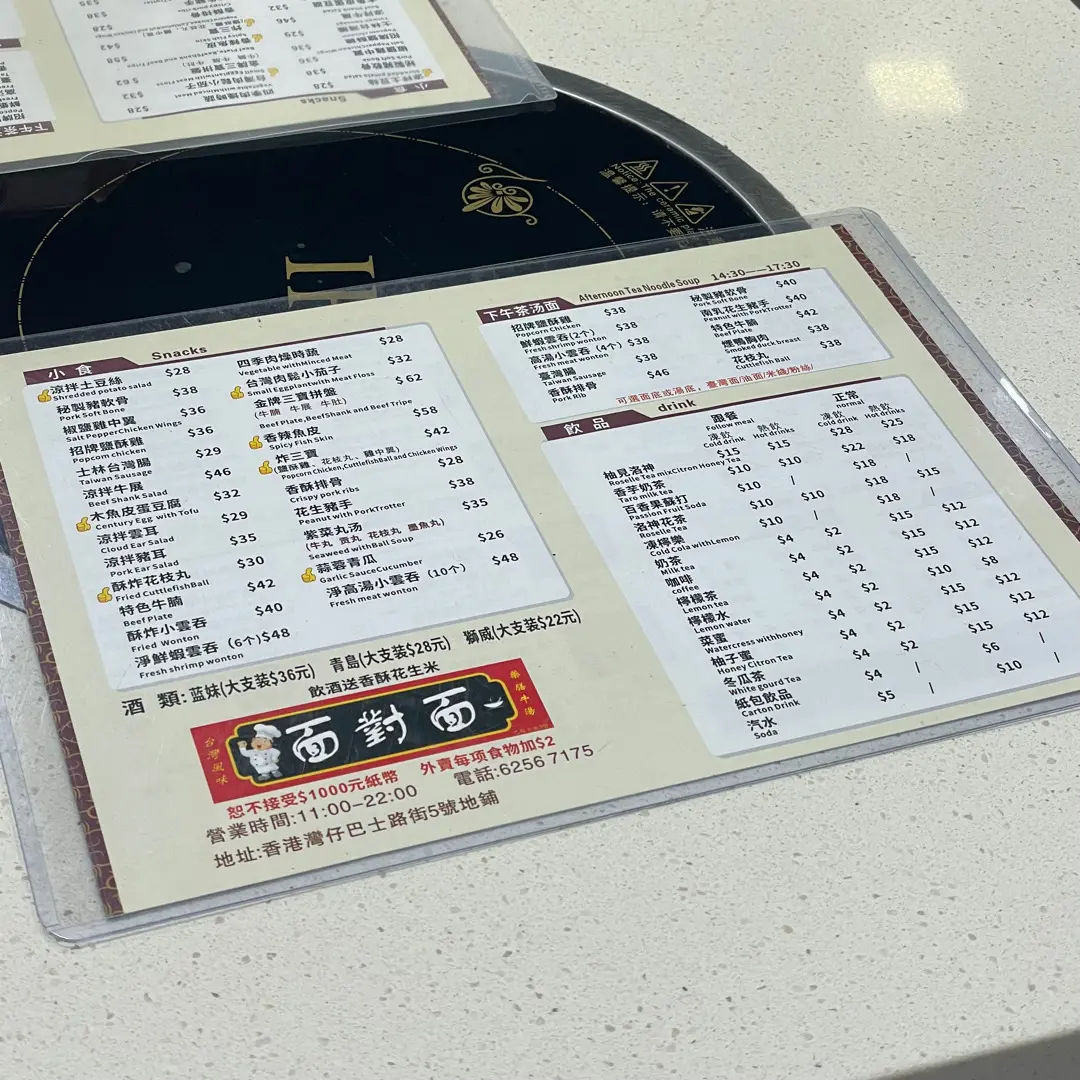 小食 Snacks
涼拌土豆絲 $28
Shredded potato salad
秘製豬軟骨 $38
Pork Soft Bone
椒鹽雞中翼 $36
Salt PepperChicken Wings
招牌鹽酥雞 $36
Popcorn chicken
士林台灣腸 $29
Taiwan Sausage
涼拌牛展 $46
Beef Shank Salad
木魚皮蛋豆腐 $32
Century Egg with Tofu
涼拌雲耳 $29
Cloud Ear Salad
涼拌豬耳 $35
Pork Ear Salad
酥炸花枝丸 $30
Fried CuttlefishBall
特色牛腩 $42
Beef Plate
酥炸小雲吞 $40
Fried Wonton
淨鮮蝦雲吞 (6个)$48
Fresh shrimp wonton
四季肉燥時蔬 $28
Vegetable withMinced Meat
台灣肉鬆小茄子 $32
Small Eggplantwith Meat Floss
金牌三寶拼盤 $62
(牛腩 牛展 牛肚)
Beef Plate,BeefShank and Beef Tripe
香辣魚皮 $58
Spicy Fish Skin
炸三寶 $42
(鹽酥雞、花枝丸、雞中翼)
Popcorn Chicken,CuttlefishBall and Chicken Wings
香酥排骨 $28
Crispy pork ribs
花生豬手 $38
Peanut with PorkTrotter
紫菜丸汤 $35
(牛丸 贡丸 花枝丸 墨魚丸)
Seaweed withBall Soup
蒜蓉青瓜 $26
Garlic SauceCucumber
淨高湯小雲吞 (10个) $48
Fresh meat wonton
酒 類: 蓝妹(大支装$36元) 青島(大支装$28元) 獅威(大支装$22元)
飲酒送香酥花生米
台灣風味
面對面
藥膳牛湯
恕不接受$1000元紙幣 外賣每项食物加$2
營業時間:11:00-22:00 電話:6256 7175
地址:香港灣仔巴士路街5號地鋪
下午茶汤面 Afternoon Tea Noodle Soup 14:30——17:30
招牌鹽酥雞 $38
Popcorn Chicken
鮮蝦雲吞(2个) $38
Fresh shrimp wonton
高湯小雲吞 (4个) $38
Fresh meat wonton
臺灣腸 $38
Taiwan Sausage
香酥排骨 $46
Pork Rib
秘製豬軟骨 $40
Pork Soft Bone
南乳花生豬手 $40
Peanut with PorkTrotter
特色牛腩 $42
Beef Plate
煙鴨胸肉 $38
Smoked duck breast
花枝丸 $38
Cuttlefish Ball
可選面底或湯底、臺灣面/油面/米線/粉絲/
飲品 drink
跟餐 正常
Follow meal normal
凍飲 熱飲 凍飲 熱飲
Cold drink Hot drinks Cold drink Hot drinks
柚見洛神 $15 $15 $28 $25
Roselle Tea mixCitron Honey Tea
香芋奶茶 $10 $10 $22 $18
Taro milk tea
百香果蘇打 $10 / $18 /
Passion Fruit Soda
洛神花茶 $10 $10 $18 $15
Roselle Tea
凍檸樂 $10 / $18 /
Cold Cola withLemon
奶茶 $4 $2 $15 $12
Milk tea
咖啡 $4 $2 $15 $12
coffee
檸檬茶 $4 $2 $15 $12
Lemon tea
檸檬水 $4 $2 $10 $8
Lemon water
菜蜜 $4 $2 $15 $12
Watercress withhoney
柚子蜜 $4 $2 $15 $12
Honey Citron Tea
冬瓜茶
White gourd Tea
紙包飲品 $4 / $6 /
Carton Drink
汽水 $5 / $10 /
Soda